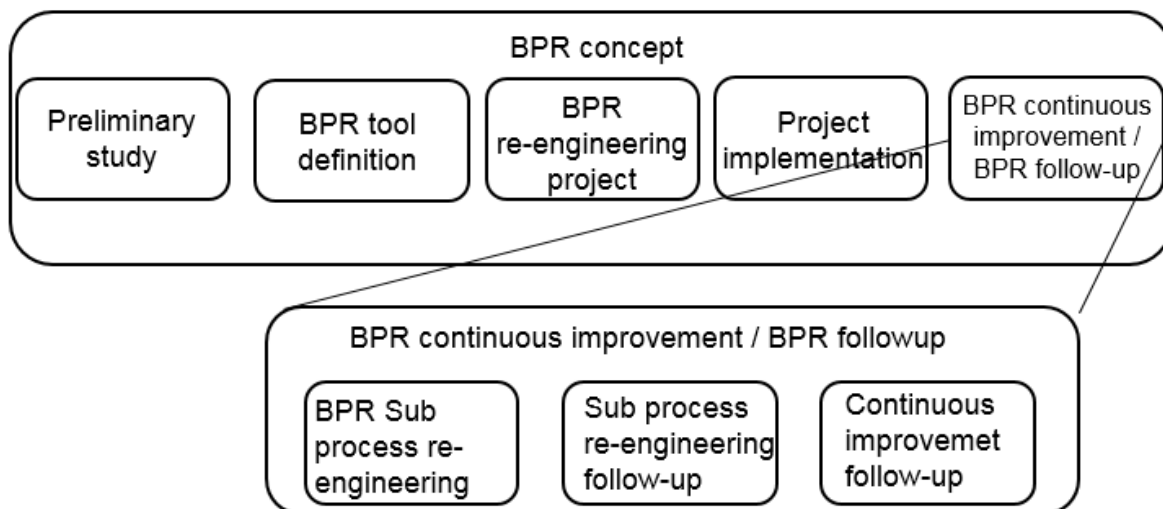 BPR concept
Preliminary
study
BPR tool
definition
BPR
re-engineering
project
Project
implementation
BPR continuous
improvement /
BPR follow-up
BPR continuous improvement / BPR followup
BPR Sub
process re-
engineering
Sub process
re-engineering
follow-up
Continuous
improvemet
follow-up